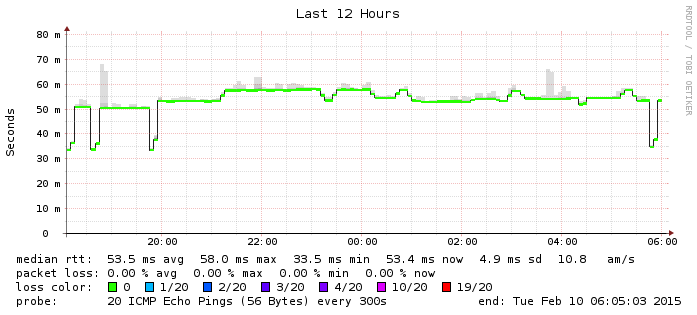 Last 12 Hours
RRDTOOL / TOBI OETIKER
Seconds
80 m
70 m
60 m
50 m
40 m
30 m
20 m
10 m
0
20:00 22:00 00:00 02:00 04:00 06:00
median rtt: 53.5 ms avg 58.0 ms max 33.5 ms min 53.4 ms now 4.9 ms sd 10.8 am/s
packet loss: 0.00 % avg 0.00 % max 0.00 % min 0.00 % now
loss color: 0 1/20 2/20 3/20 4/20 10/20 19/20
probe: 20 ICMP Echo Pings (56 Bytes) every 300s end: Tue Feb 10 06:05:03 2015